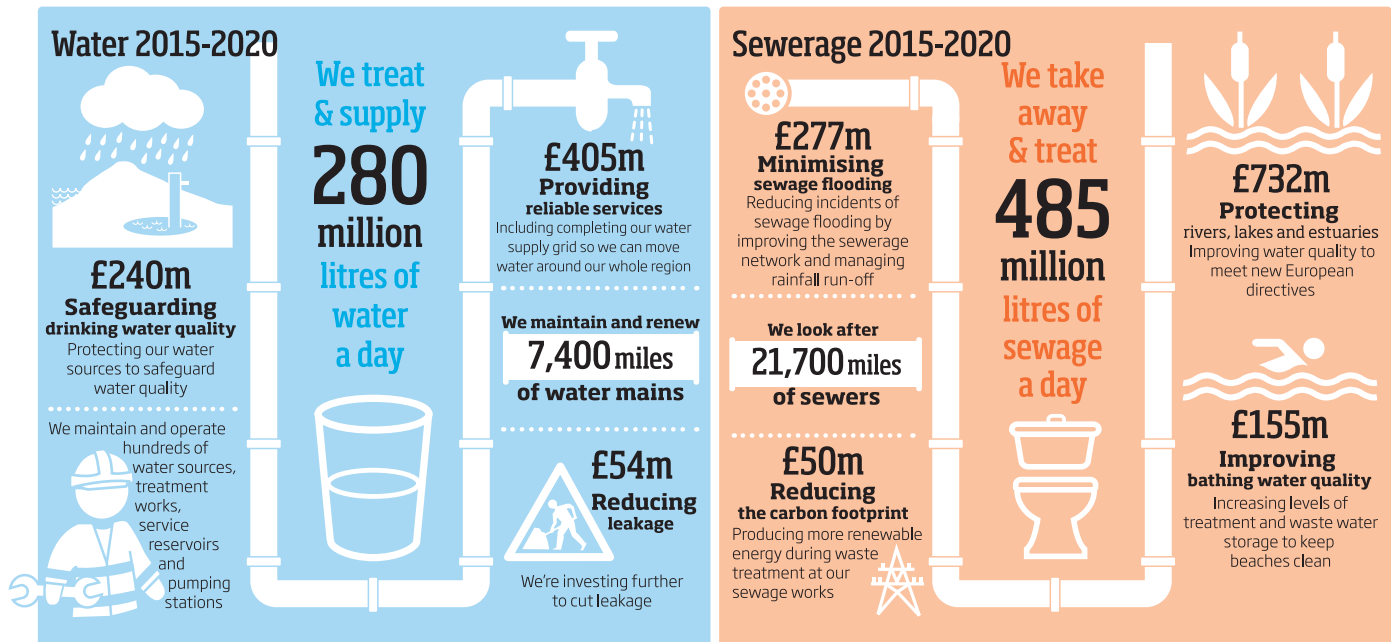 Water 2015-2020
We treat
& supply
280
million
litres of
water
a day
£240m
Safeguarding
drinking water quality
Protecting our water
sources to safeguard
water quality
We maintain and operate
hundreds of
water sources,
treatment
works,
service
reservoirs
and
pumping
stations
£405m
Providing
reliable services
Including completing our water
supply grid so we can move
water around our whole region
We maintain and renew
7,400 miles
of water mains
£54m
Reducing
leakage
We're investing further
to cut leakage
Sewerage 2015-2020
£277m
Minimising
sewage flooding
Reducing incidents of
sewage flooding by
improving the sewerage
network and managing
rainfall run-off
We look after
21,700 miles
of sewers
£50m
Reducing
the carbon footprint
Producing more renewable
energy during waste
treatment at our
sewage works
We take
away
& treat
485
million
litres of
sewage
a day
£732m
Protecting
rivers, lakes and estuaries
Improving water quality to
meet new European
directives
£155m
Improving
bathing water quality
Increasing levels of
treatment and waste water
storage to keep
beaches clean